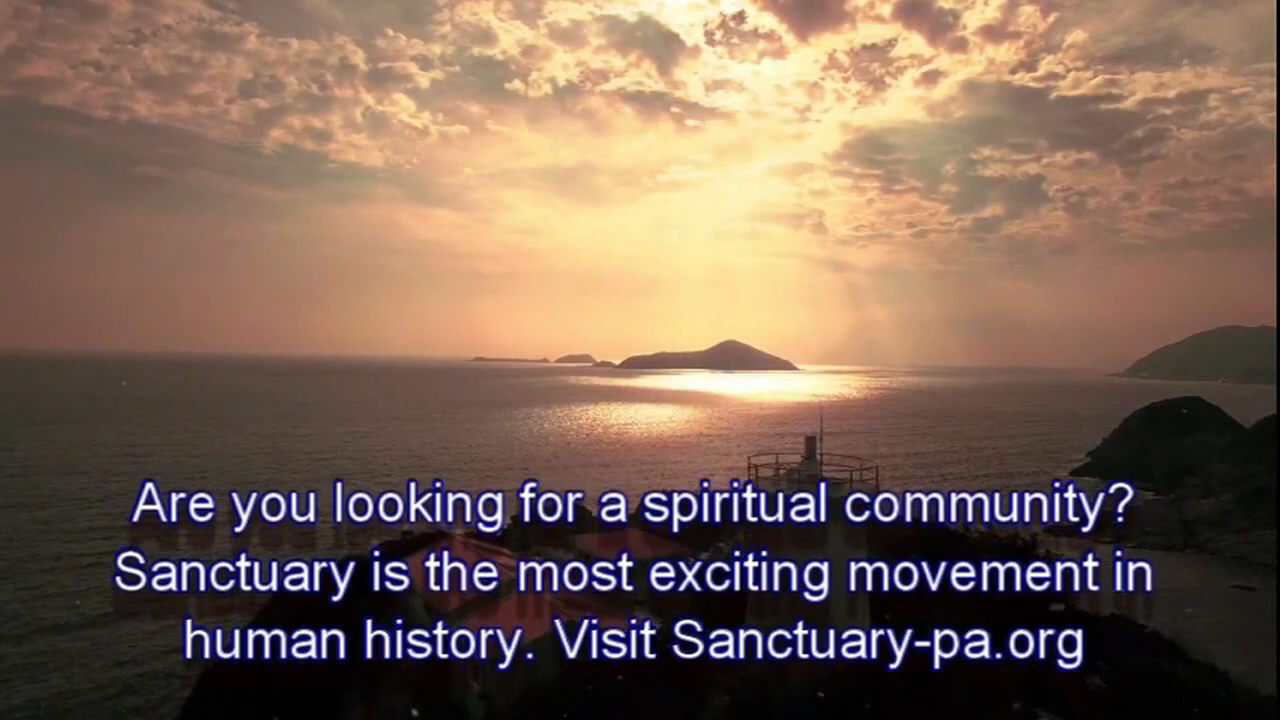 Are you looking for a spiritual community?
Sanctuary is the most exciting movement in
human history. Visit Sanctuary-pa.org